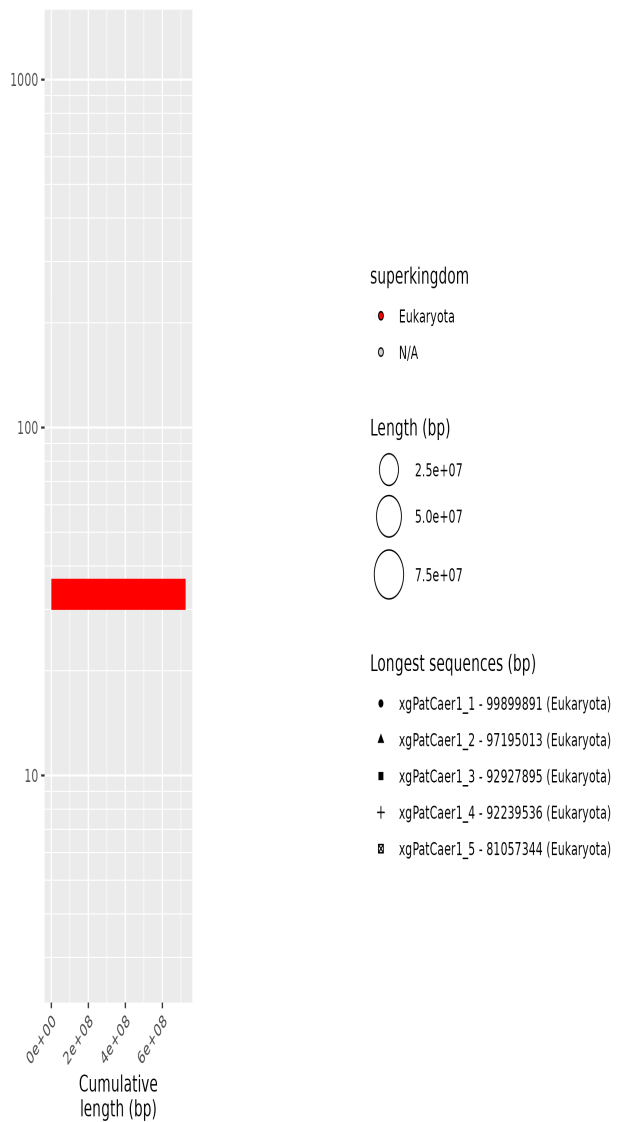 1000
100
10
0e+00
2e+08
4e+08
6e+08
Cumulative
length (bp)
superkingdom
Eukaryota
N/A
Length (bp)
2.5e+07
5.0e+07
7.5e+07
Longest sequences (bp)
xgPatCaer1_1 - 99899891 (Eukaryota)
xgPatCaer1_2 - 97195013 (Eukaryota)
xgPatCaer1_3 - 92927895 (Eukaryota)
xgPatCaer1_4 - 92239536 (Eukaryota)
xgPatCaer1_5 - 81057344 (Eukaryota)